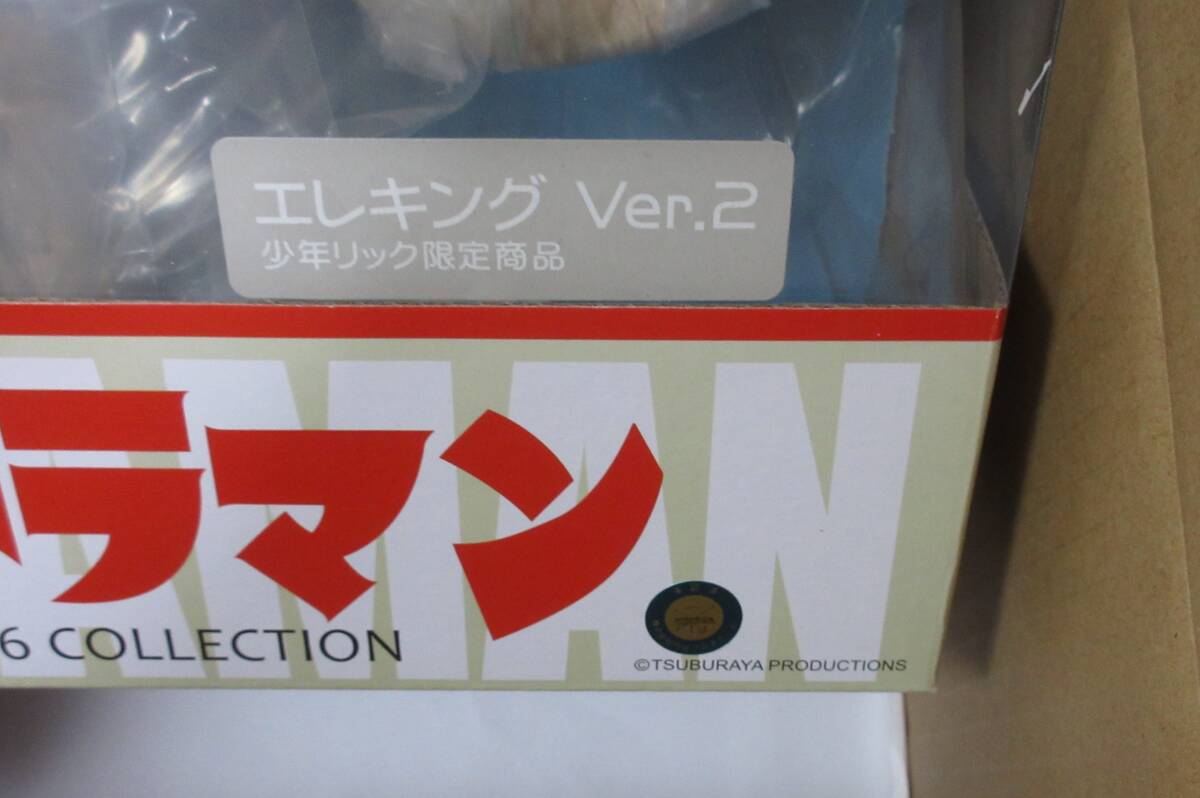 エレキング Ver.2
少年リック限定商品
AMAN
ラマン
6 COLLECTION
©TSUBURAYA PRODUCTIONS